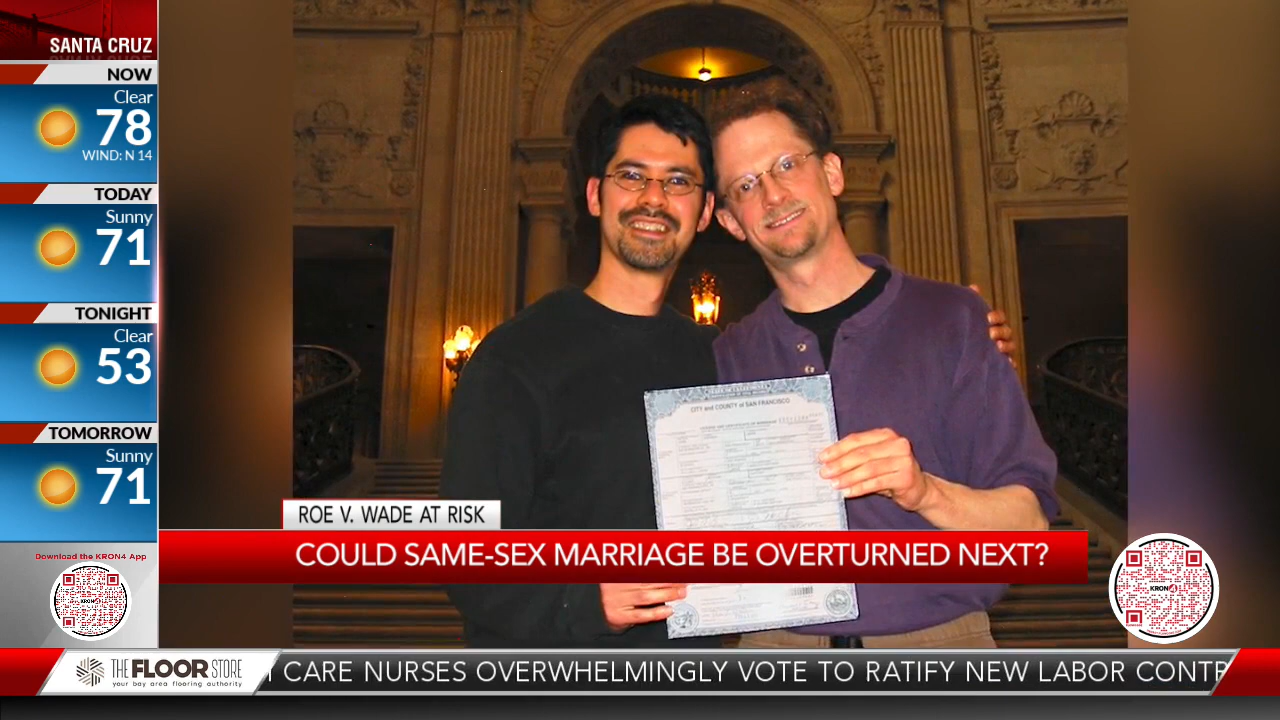 SANTA CRUZ
NOW
Clear
78
WIND: N 14
TODAY
Sunny
71
TONIGHT
Clear
53
TOMORROW
Sunny
71
Download the KRON4 App
CITY and COUNTY of SAN FRANCISCO
ROE V. WADE AT RISK
COULD SAME-SEX MARRIAGE BE OVERTURNED NEXT?
KRON4
THE FLOOR STORE
your bay area flooring authority
CARE NURSES OVERWHELMINGLY VOTE TO RATIFY NEW LABOR CONTR